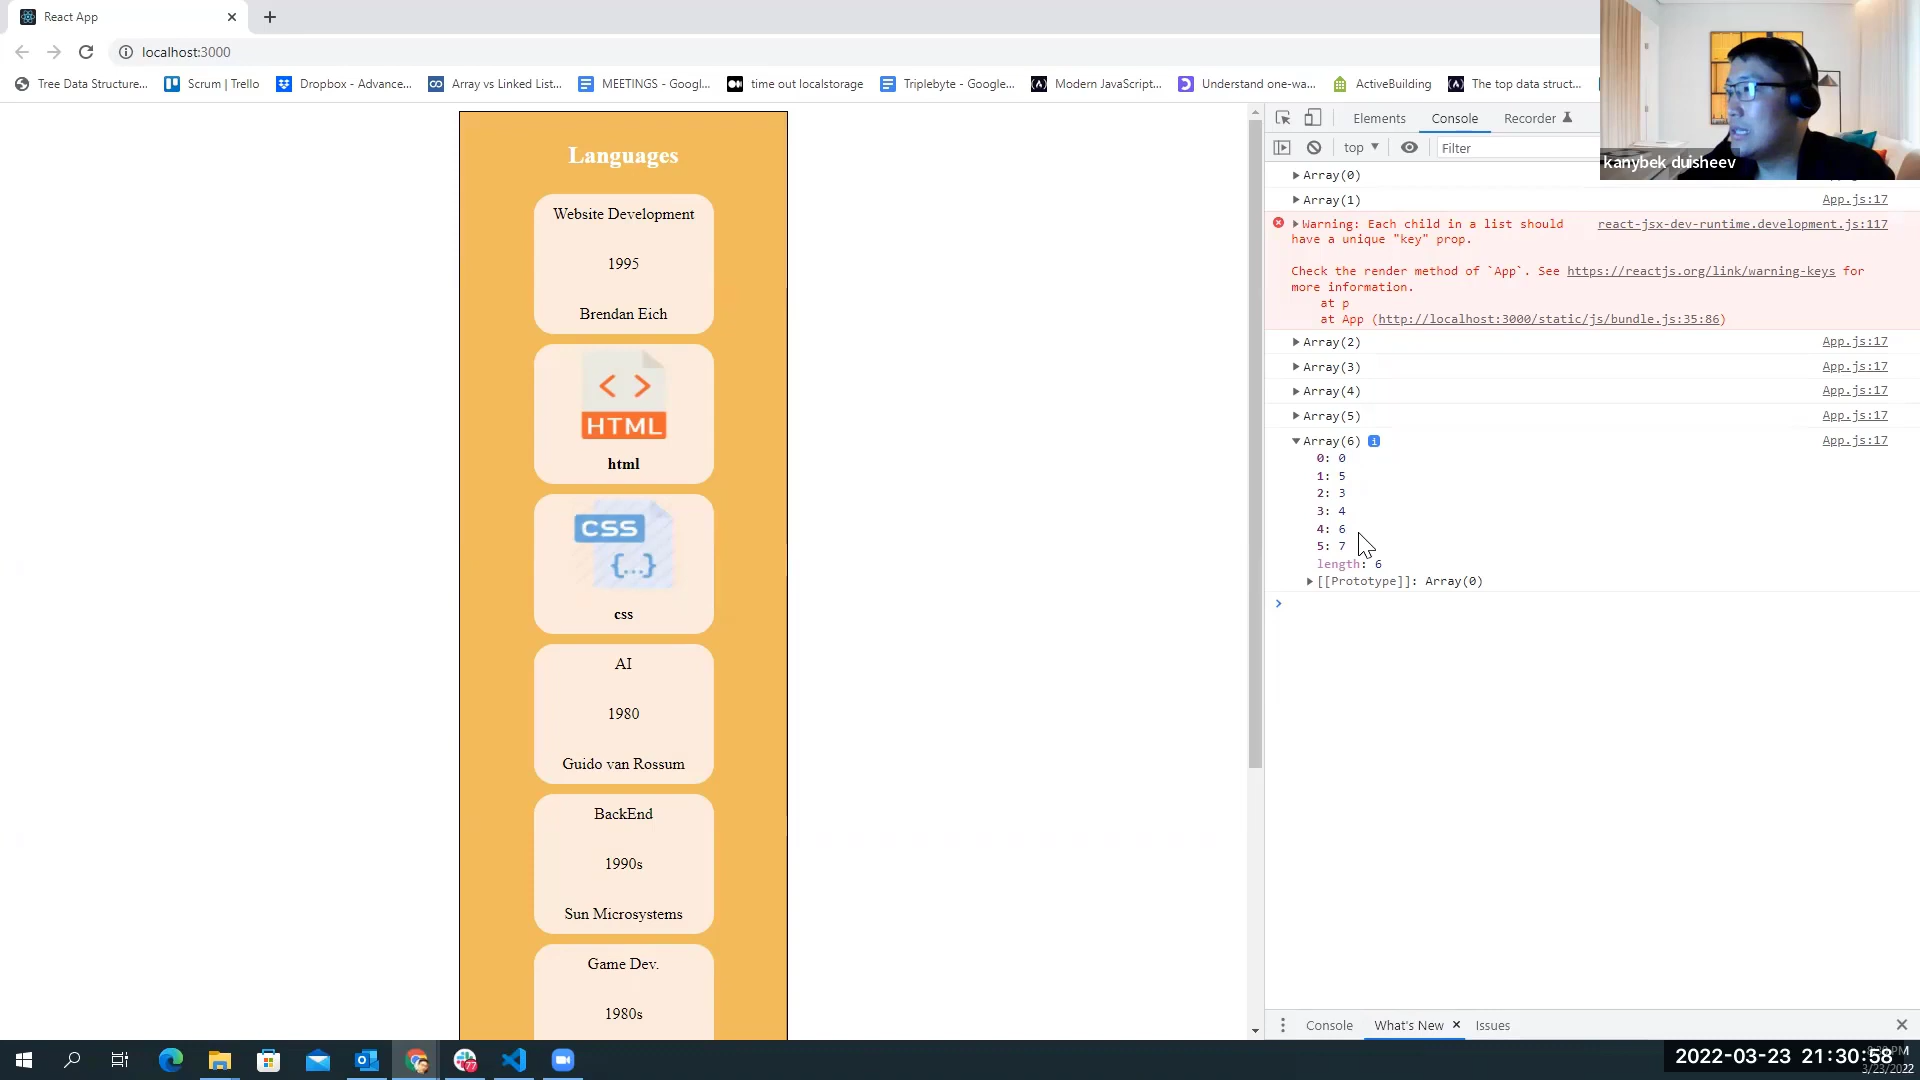 React App
localhost:3000
Tree Data Structure...
Scrum | Trello
Dropbox - Advance...
Array vs Linked List...
MEETINGS - Googl...
time out localstorage
Triplebyte - Google...
Modern JavaScript...
Understand one-wa...
ActiveBuilding
The top data struct...
kanybek duisheev
Languages
Website Development
1995
Brendan Eich
HTML
html
CSS
{...}
css
AI
1980
Guido van Rossum
BackEnd
1990s
Sun Microsystems
Game Dev.
1980s
Elements
Console
Recorder
top
Filter
Array(0)
Array(1) App.js:17
Warning: Each child in a list should react-jsx-dev-runtime.development.js:117
have a unique "key" prop.
Check the render method of `App`. See https://reactjs.org/link/warning-keys for
more information.
at p
at App (http://localhost:3000/static/js/bundle.js:35:86)
Array(2) App.js:17
Array(3) App.js:17
Array(4) App.js:17
Array(5) App.js:17
Array(6) i App.js:17
0: 0
1: 5
2: 3
3: 4
4: 6
5: 7
length: 6
[[Prototype]]: Array(0)
Console
What's New
Issues
77
2022-03-23 21:30:58
3/23/2022